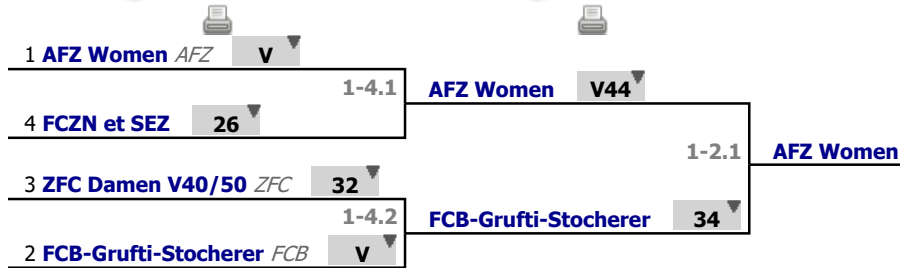 1 AFZ Women AFZ V
1-4.1
AFZ Women V44
4 FCZN et SEZ 26
1-2.1
AFZ Women
3 ZFC Damen V40/50 ZFC 32
1-4.2
FCB-Grufti-Stocherer 34
2 FCB-Grufti-Stocherer FCB V